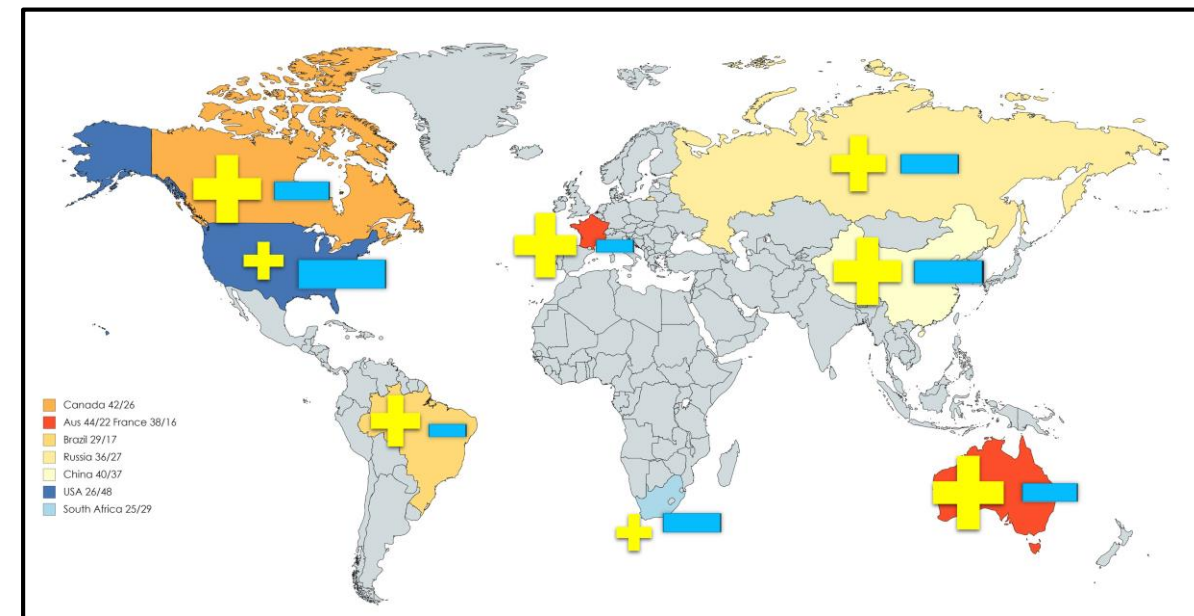 Canada 42/26
Aus 44/22 France 38/16
Brazil 29/17
Russia 36/27
China 40/37
USA 26/48
South Africa 25/29